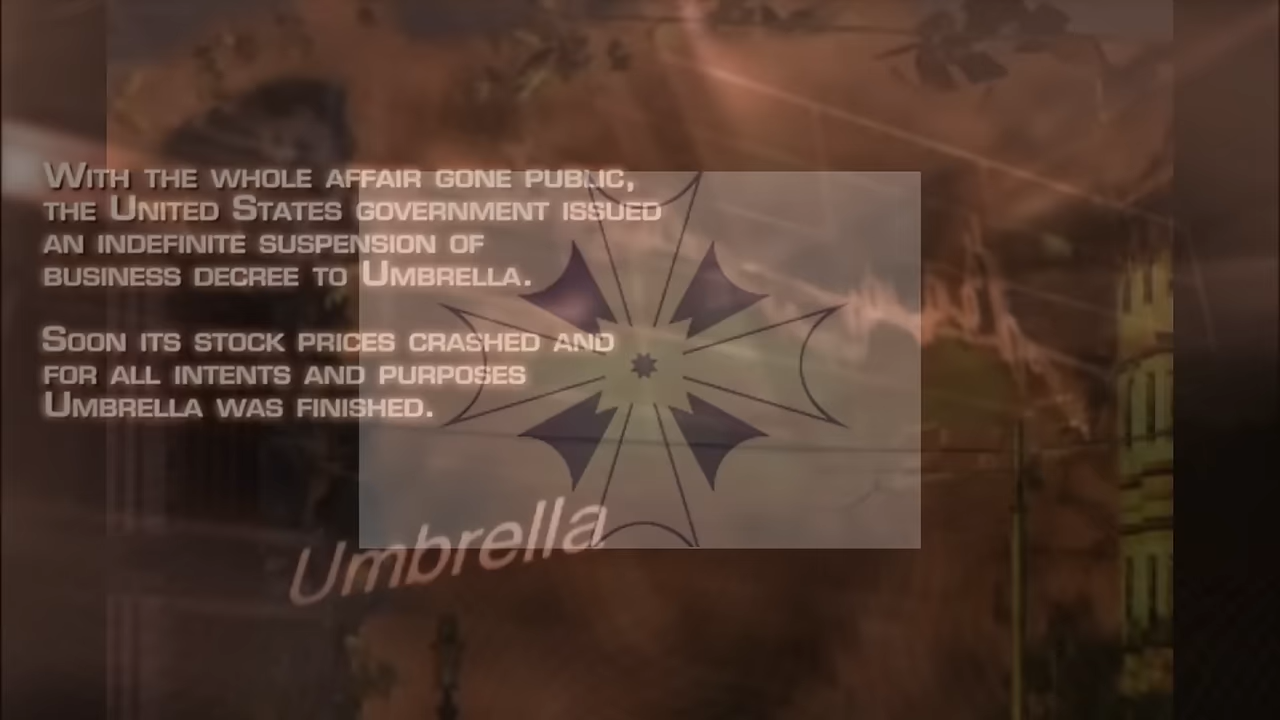 With the whole affair gone public,
the United States government issued
an indefinite suspension of
business decree to Umbrella.
Soon its stock prices crashed and
for all intents and purposes
Umbrella was finished.
Umbrella